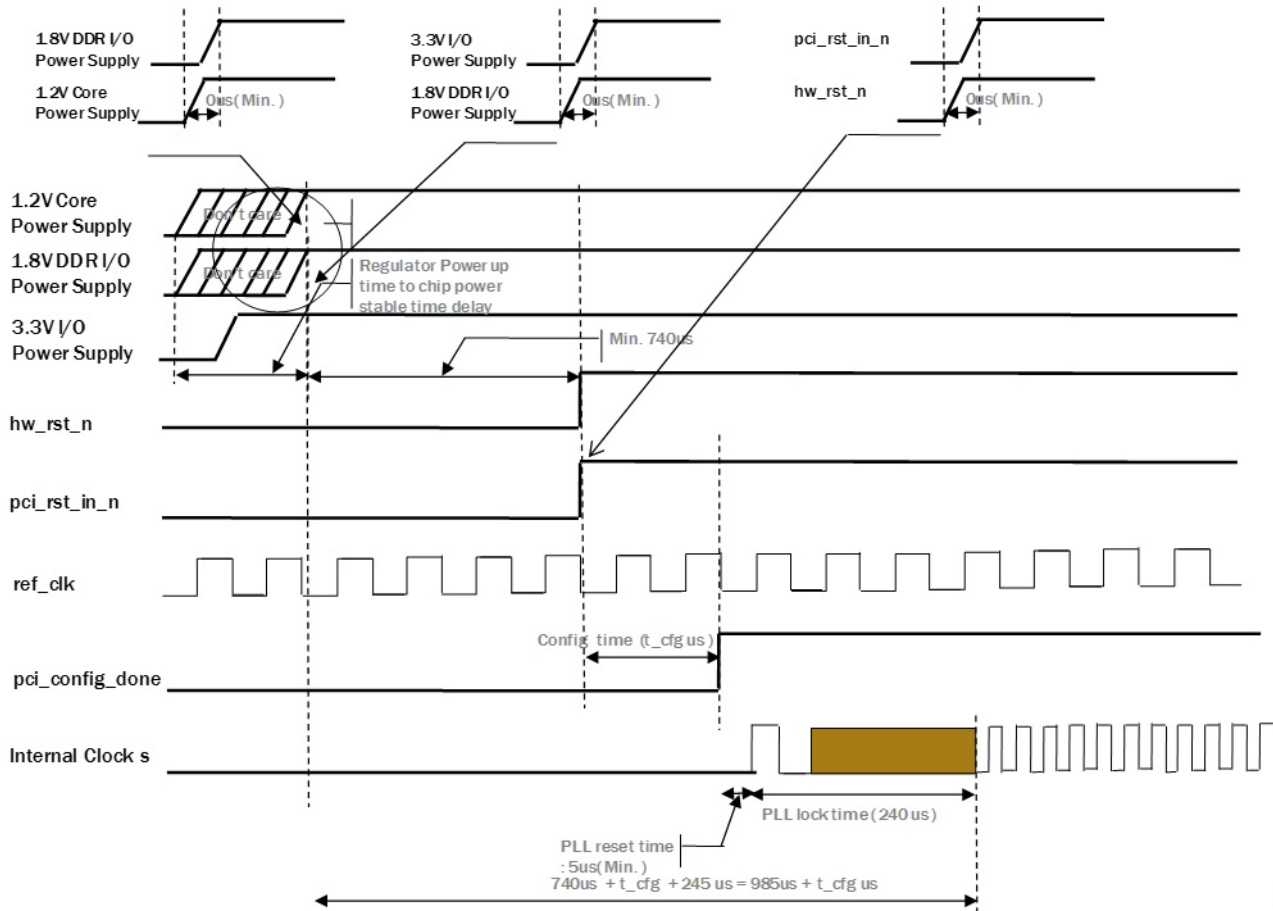 1.8V DDR I/O
Power Supply
1.2V Core
Power Supply
0us(Min.)
3.3V I/O
Power Supply
1.8V DDR I/O
Power Supply
0us(Min.)
pci_rst_in_n
hw_rst_n
0us(Min.)
1.2V Core
Power Supply
Don't care
1.8V DDR I/O
Power Supply
Don't care
Regulator Power up
time to chip power
stable time delay
3.3V I/O
Power Supply
Min. 740us
hw_rst_n
pci_rst_in_n
ref_clk
Config time (t_cfg us)
pci_config_done
Internal Clock s
PLL lock time (240 us)
PLL reset time
: 5us(Min.)
740us + t_cfg + 245 us = 985us + t_cfg us